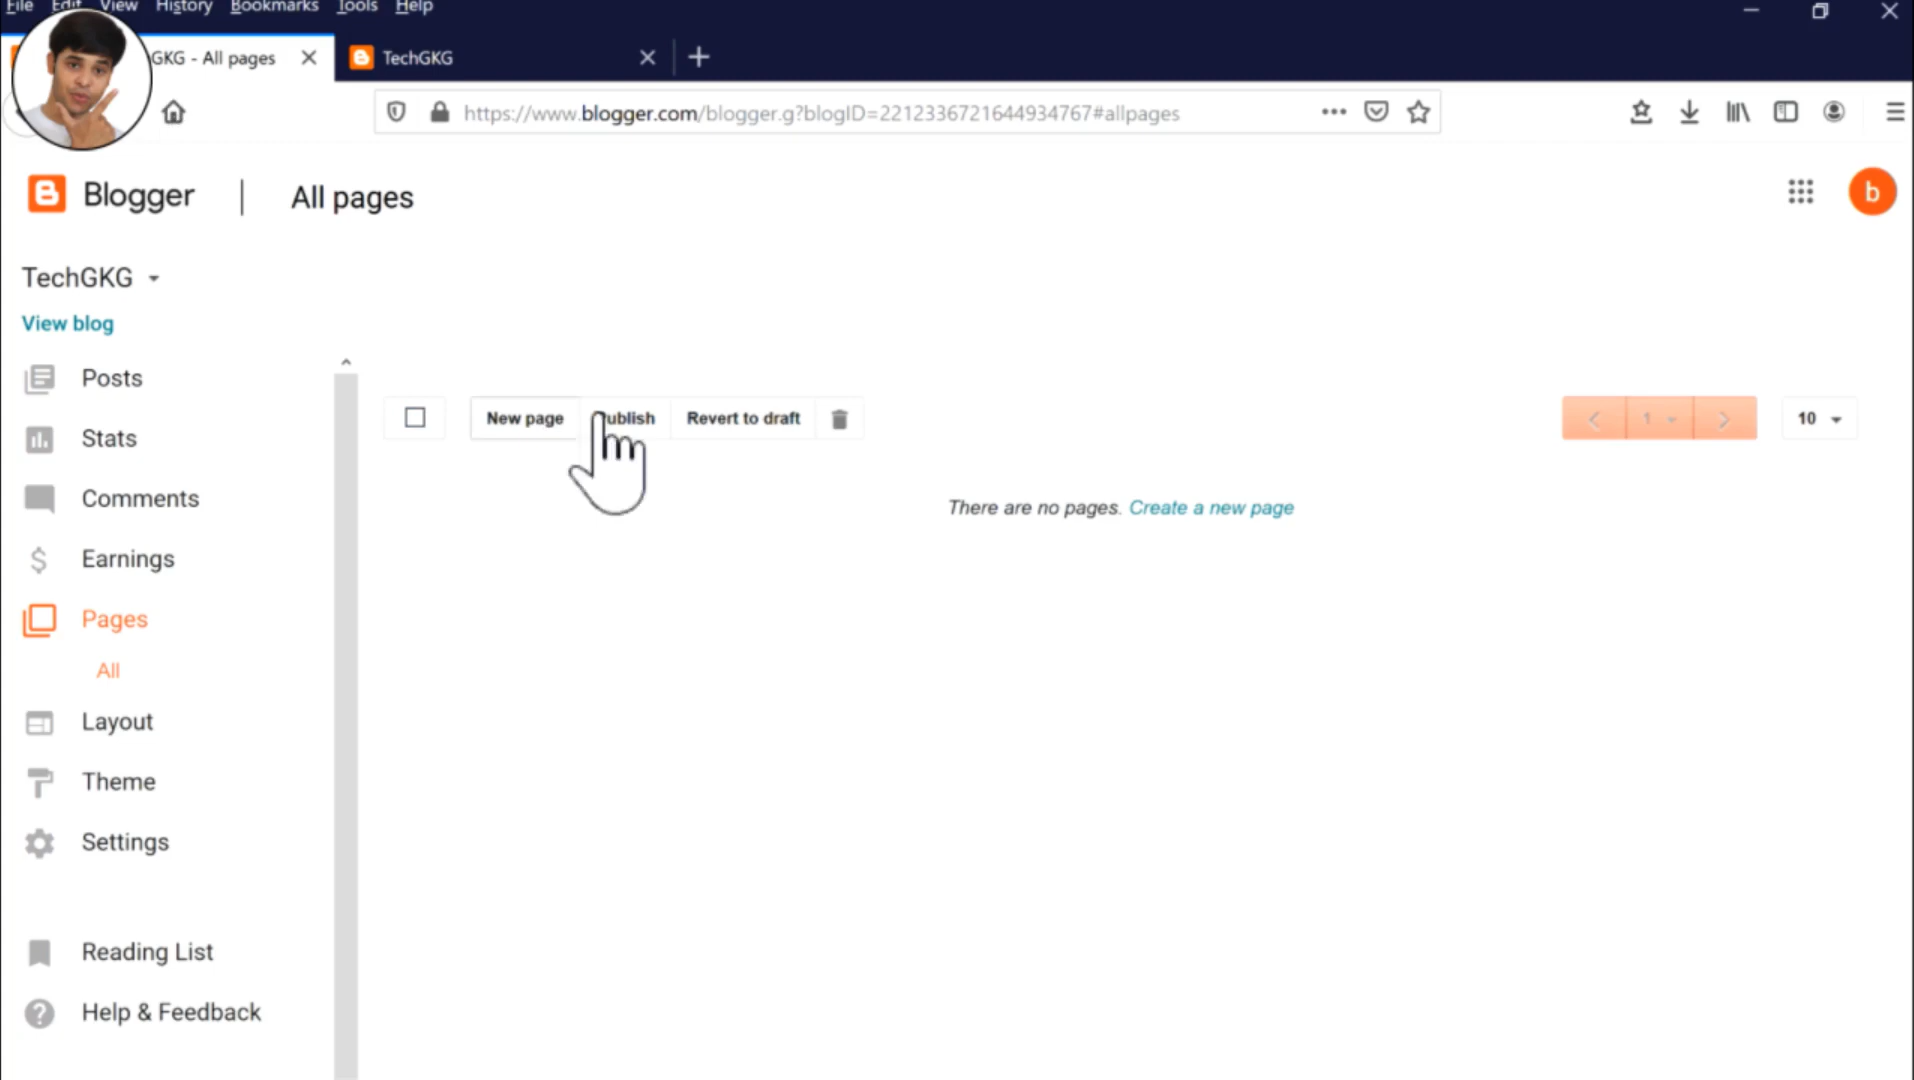 File Edit View History Bookmarks Tools Help
GKG - All pages
TechGKG
https://www.blogger.com/blogger.g?blogID=2212336721644934767#allpages
Blogger
All pages
b
TechGKG
View blog
Posts
New page
Revert to draft
1
10
Stats
Comments
There are no pages. Create a new page
Earnings
Pages
All
Layout
Theme
Settings
Reading List
Help & Feedback